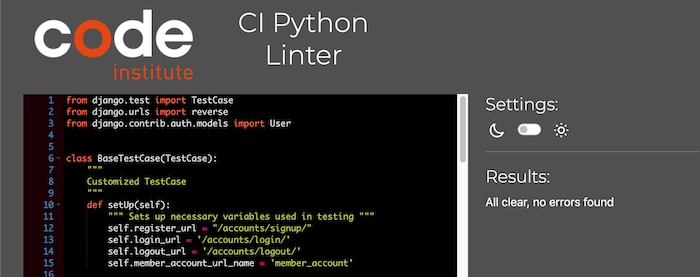 code
institute
CI Python
Linter
1 from django.test import TestCase
2 from django.urls import reverse
3 from django.contrib.auth.models import User
4
5
6 class BaseTestCase(TestCase):
7 """
8 Customized TestCase
9 """
10 def setUp(self):
11 """ Sets up necessary variables used in testing """
12 self.register_url = "/accounts/signup/"
13 self.login_url = '/accounts/login/'
14 self.logout_url = '/accounts/logout/'
15 self.member_account_url_name = 'member_account'
Settings:
Results:
All clear, no errors found